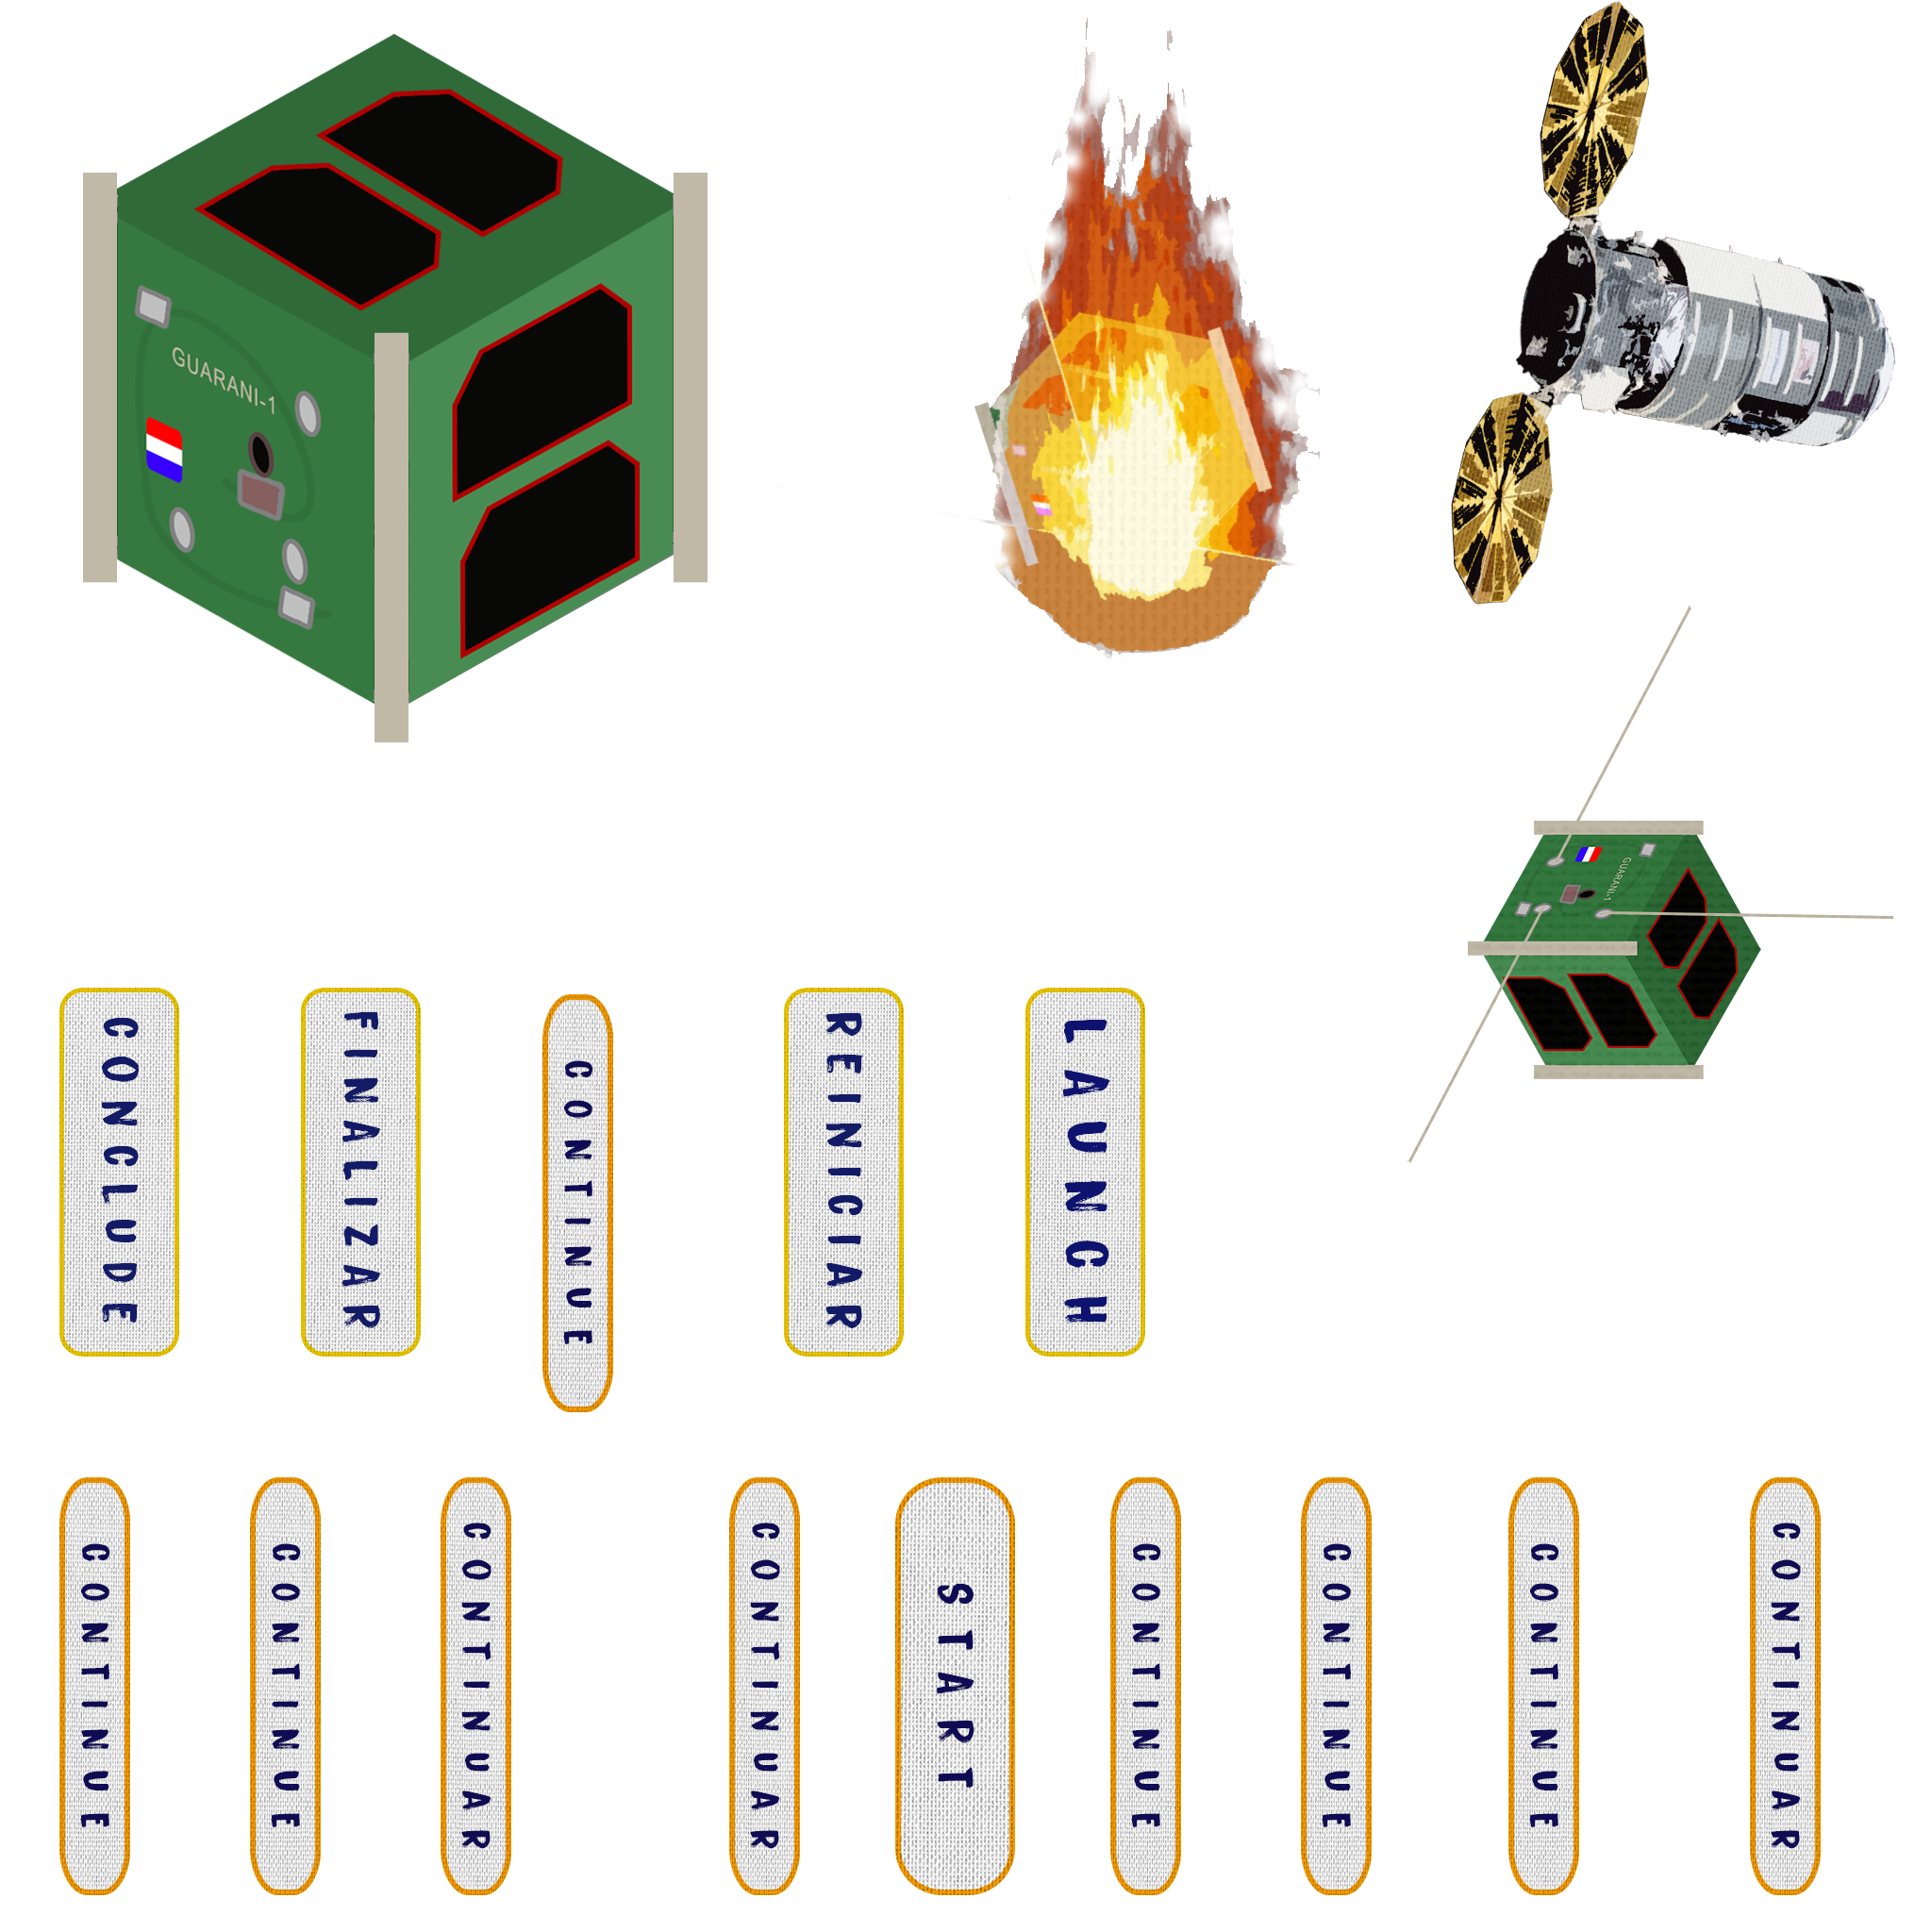 GUARANI-1
GUARANI-1
CONCLUDE
FINALIZAR
CONTINUE
REINICIAR
LAUNCH
CONTINUE
CONTINUE
CONTINUAR
CONTINUAR
START
CONTINUE
CONTINUE
CONTINUE
CONTINUAR